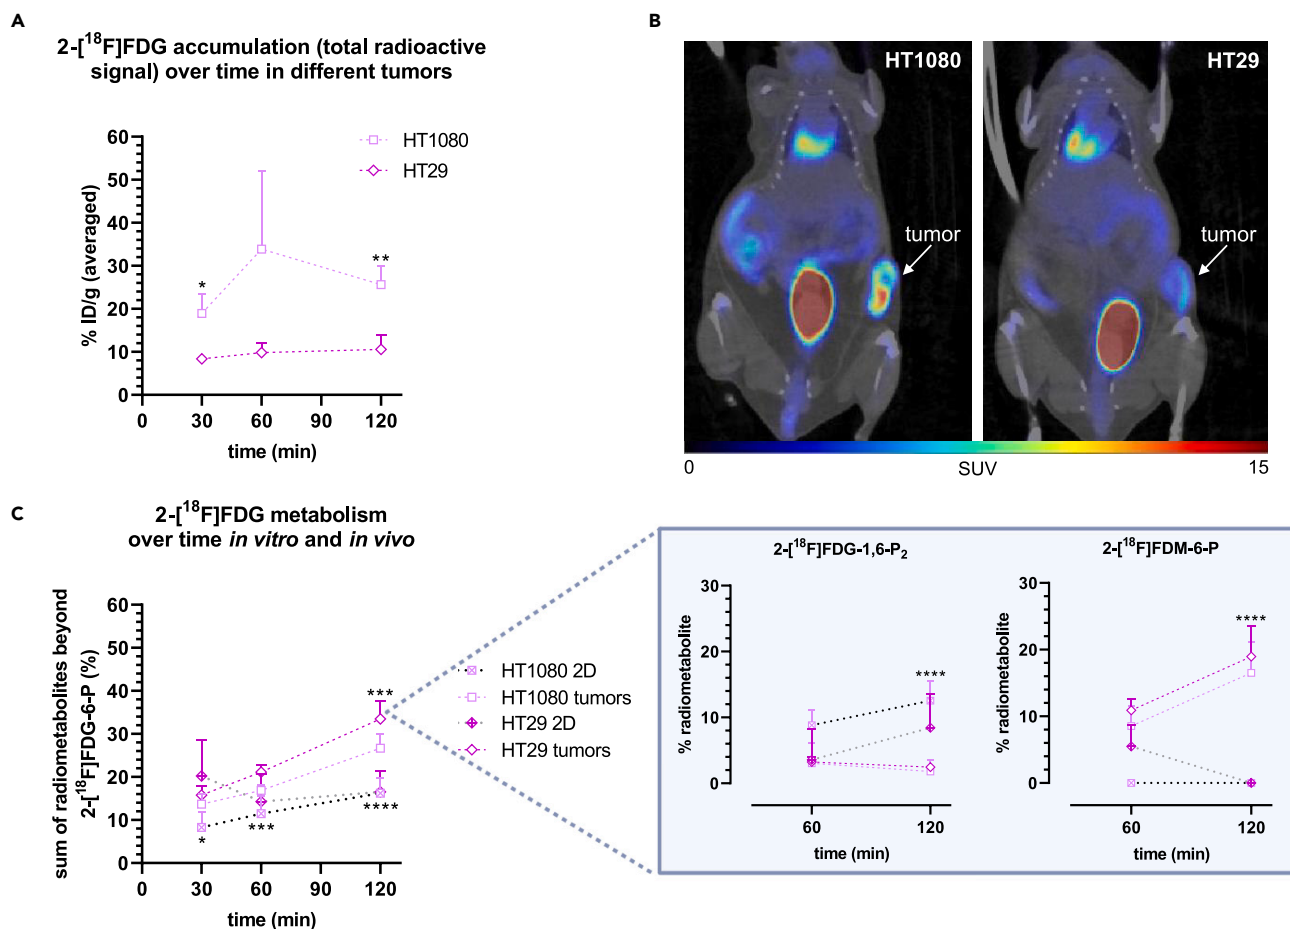 A
2-[18F]FDG accumulation (total radioactive
signal) over time in different tumors
% ID/g (averaged)
60
50
40
30
20
10
0
*
**
HT1080
HT29
0 30 60 90 120
time (min)
B
HT1080
tumor
HT29
tumor
0 SUV 15
C
2-[18F]FDG metabolism
over time in vitro and in vivo
sum of radiometabolites beyond
2-[18F]FDG-6-P (%)
60
50
40
30
20
10
0
***
*
***
****
0 30 60 90 120
time (min)
HT1080 2D
HT1080 tumors
HT29 2D
HT29 tumors
2-[18F]FDG-1,6-P2
% radiometabolite
30
20
10
0
****
60 120
time (min)
2-[18F]FDM-6-P
% radiometabolite
30
20
10
0
****
60 120
time (min)